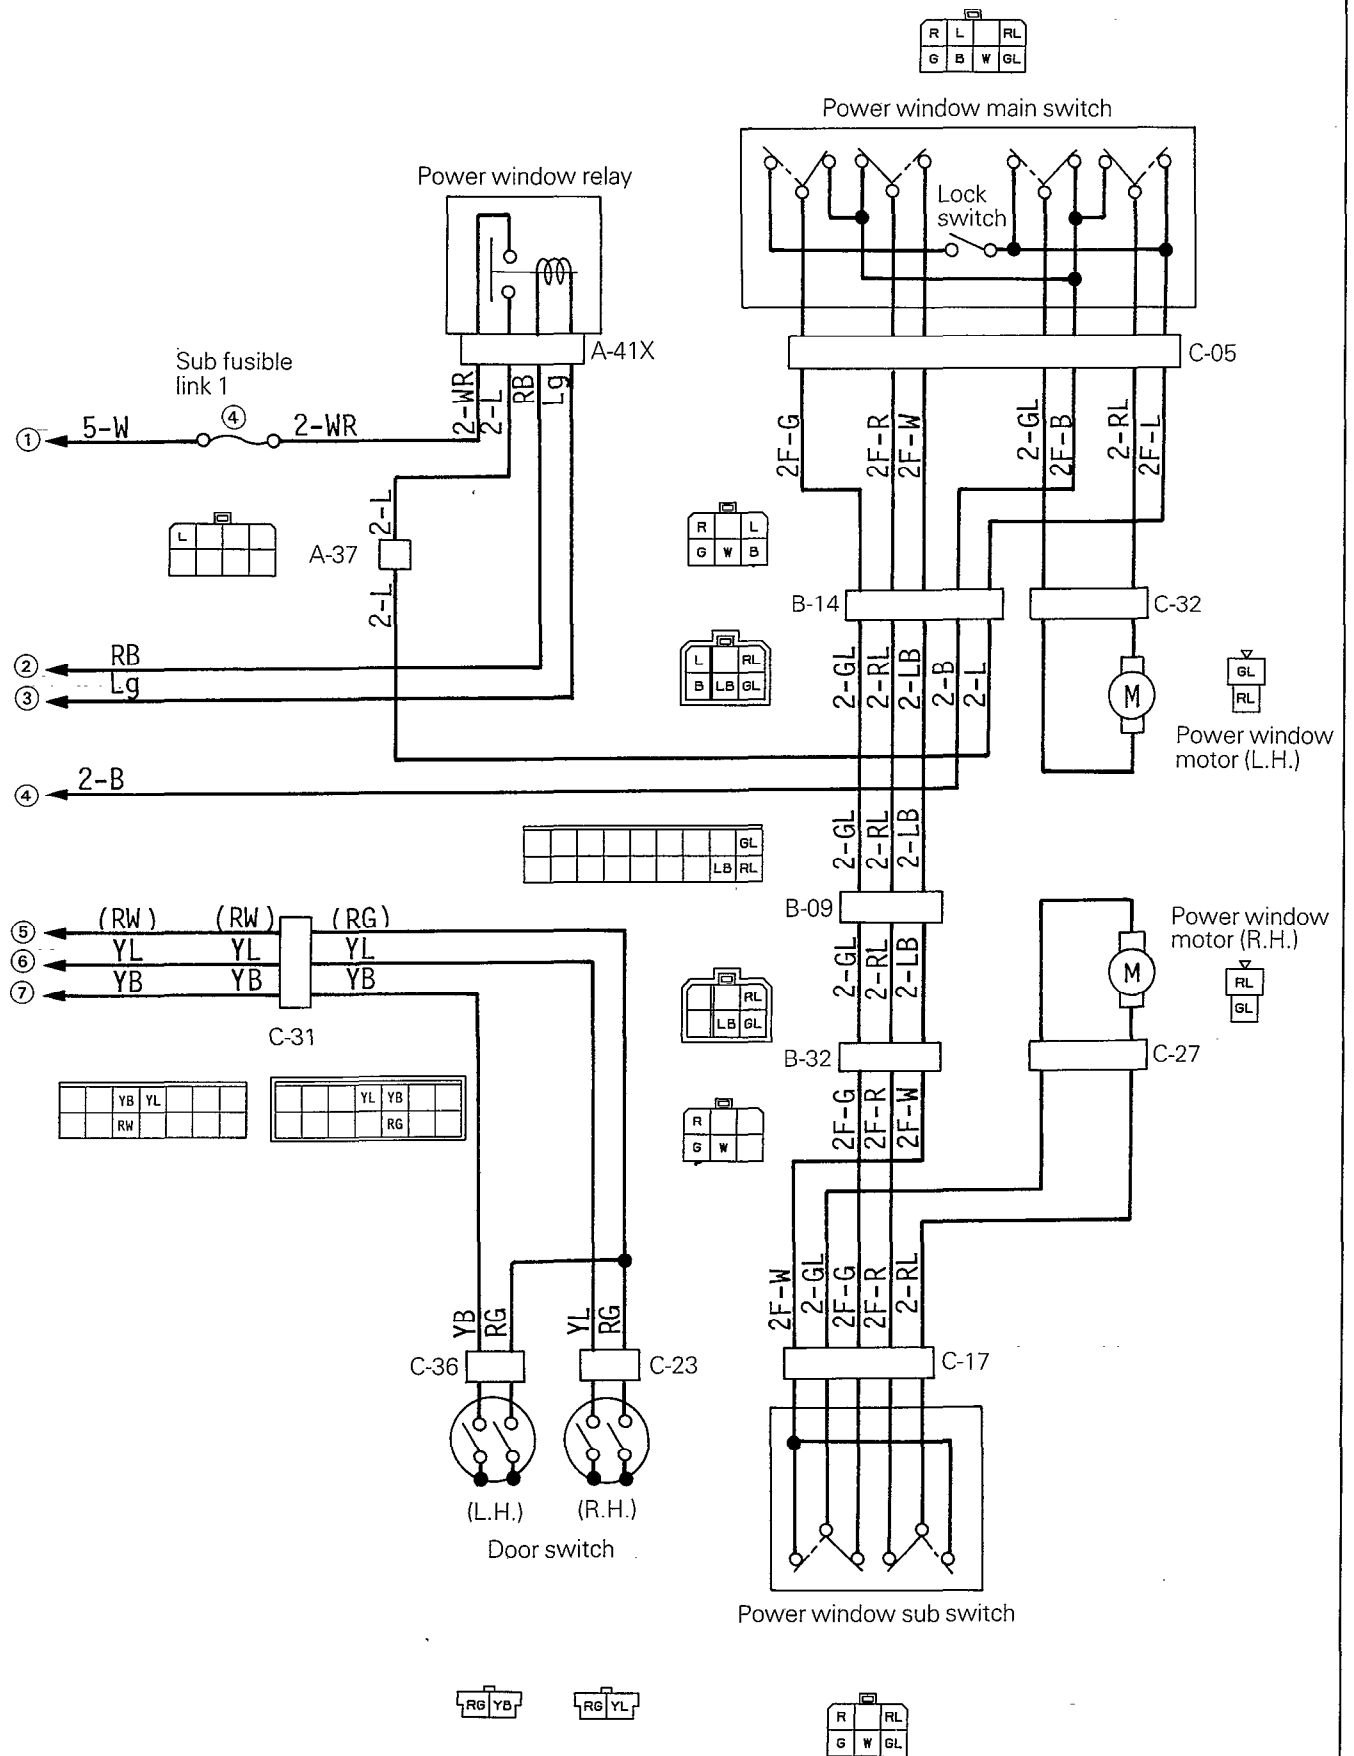 R L RL
G B W GL
Power window main switch
Power window relay
Lock
switch
A-41X
C-05
Sub fusible
link 1
④
① 5-W 2-WR
2-WR
2-L
RB
Lg
2F-G
2F-R
2F-W
2-GL
2F-B
2-RL
2F-L
L
A-37
2-L
2-L
R L
G W B
B-14
C-32
② RB
③ Lg
L RL
B LB GL
2-GL
2-RL
2-LB
2-B
2-L
M
GL
RL
Power window
motor (L.H.)
④ 2-B
GL
LB RL
2-GL
2-RL
2-LB
B-09
⑤ (RW) (RW) (RG)
⑥ YL YL YL
⑦ YB YB YB
C-31
2-GL
2-RL
2-LB
Power window
motor (R.H.)
M
RL
GL
RL
LB GL
B-32
C-27
YB YL
RW
YL YB
RG
R
G W
2F-G
2F-R
2F-W
YB
RG
YL
RG
2F-W
2-GL
2F-G
2F-R
2-RL
C-36
C-23
C-17
(L.H.)
(R.H.)
Door switch
Power window sub switch
RG YB
RG YL
R RL
G W GL